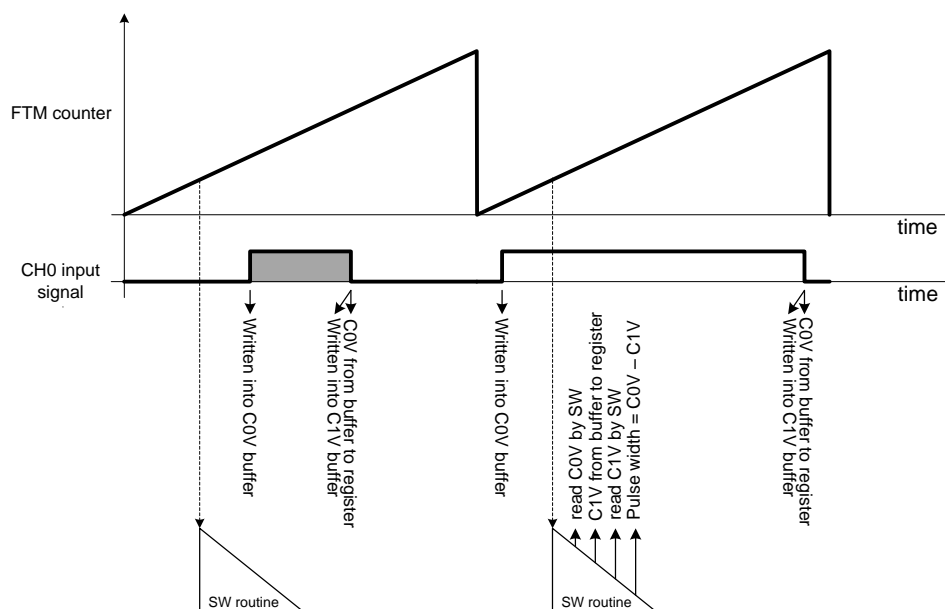 FTM counter
time
CH0 input
signal
time
Written into C0V buffer
C0V from buffer to register
Written into C1V buffer
Written into C0V buffer
read C0V by SW
C1V from buffer to register
read C1V by SW
Pulse width = C0V – C1V
C0V from buffer to register
Written into C1V buffer
SW routine
SW routine